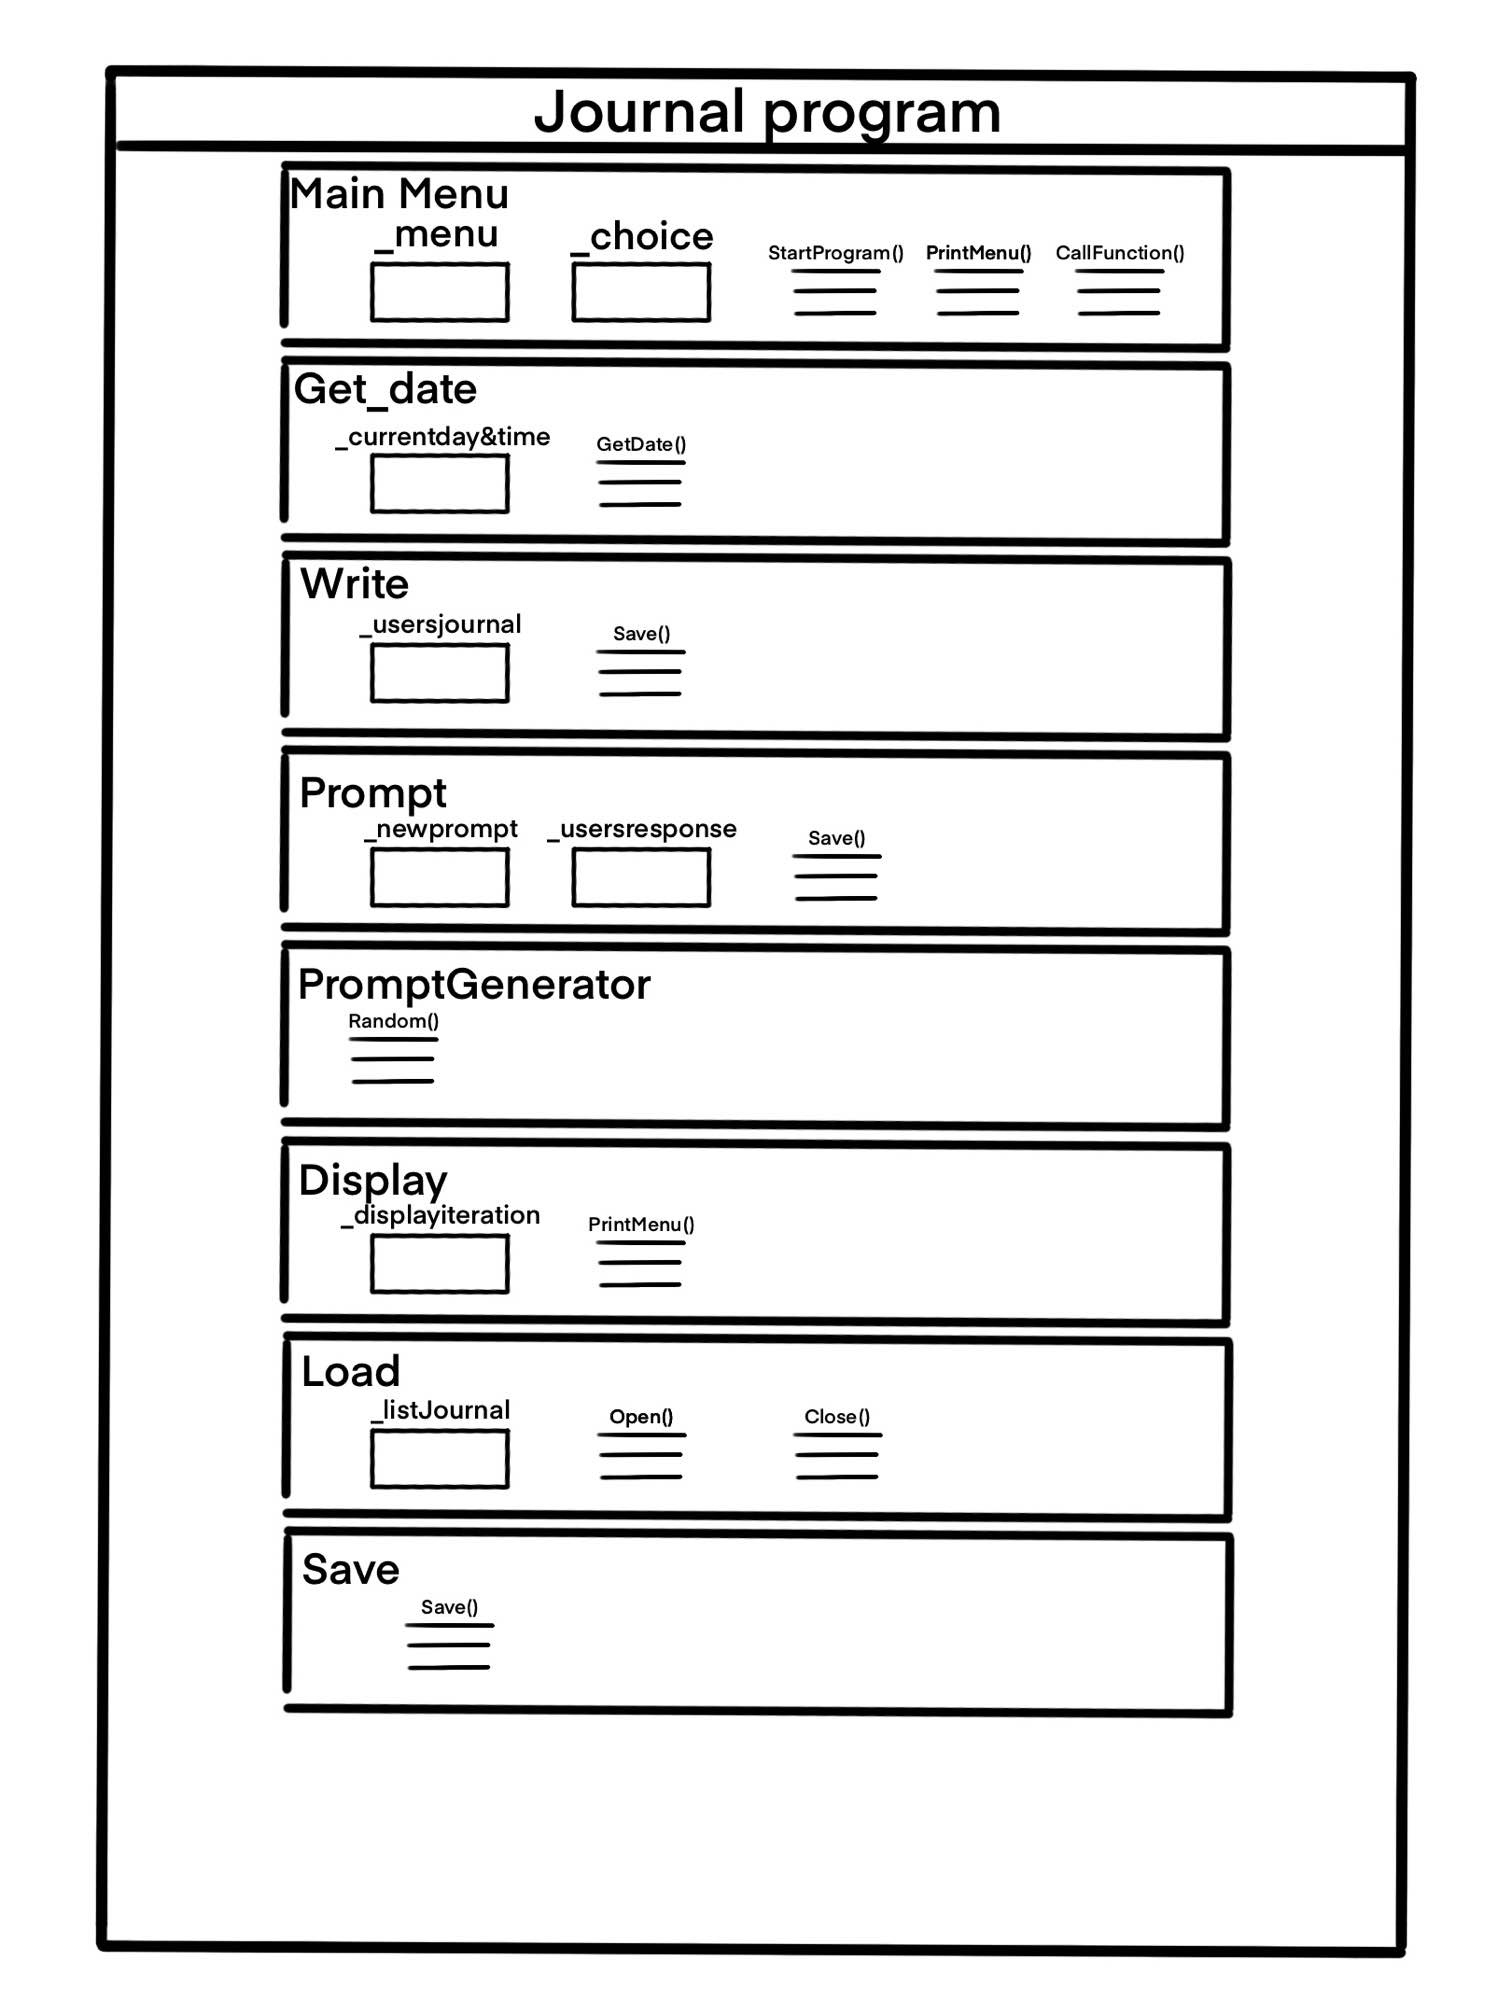 Journal program
Main Menu
_menu
_choice
StartProgram()
PrintMenu()
CallFunction()
Get_date
_currentday&time
GetDate()
Write
_usersjournal
Save()
Prompt
_newprompt
_usersresponse
Save()
PromptGenerator
Random()
Display
_displayiteration
PrintMenu()
Load
_listJournal
Open()
Close()
Save
Save()